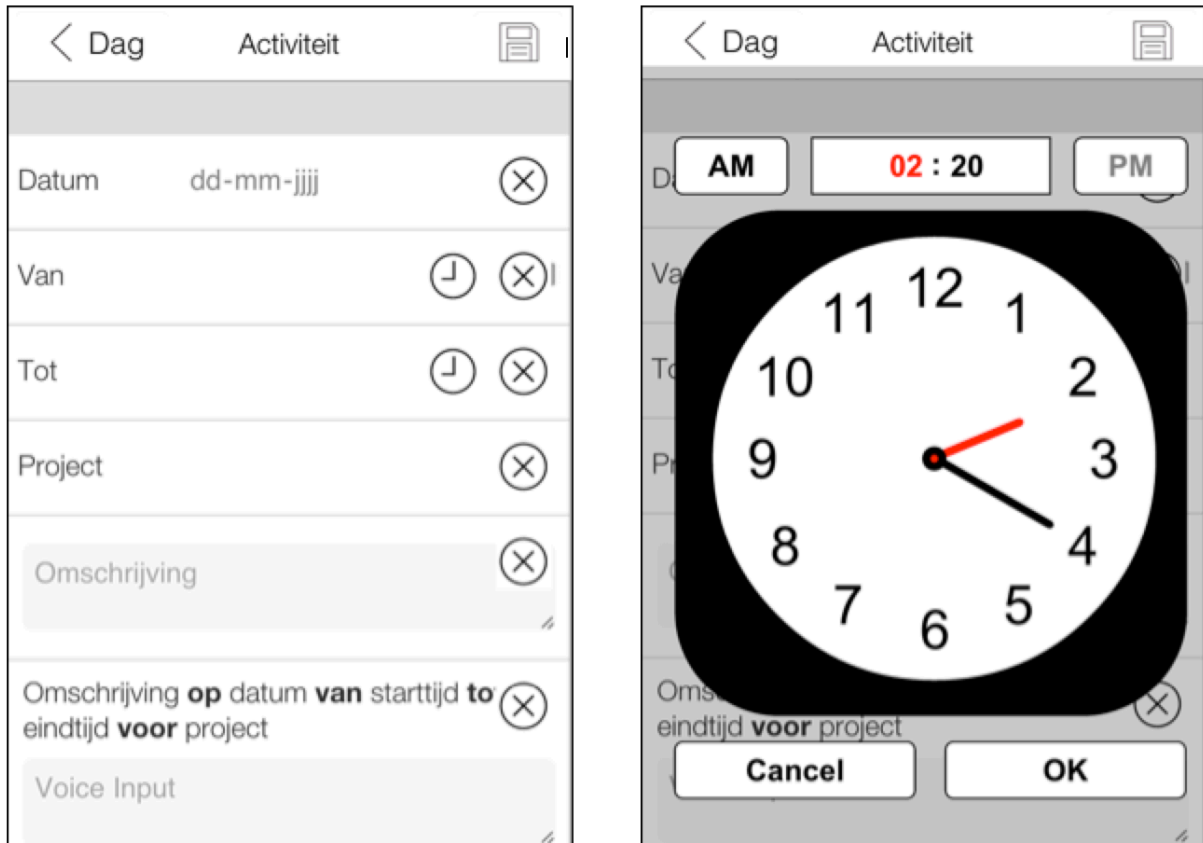 Dag Activiteit
Datum dd-mm-jjjj
Van
Tot
Project
Omschrijving
Omschrijving op datum van starttijd to
eindtijd voor project
Voice Input
Dag Activiteit
AM 02 : 20 PM
12
11 1
10 2
9 3
8 4
7 5
6
eindtijd voor project
Cancel OK